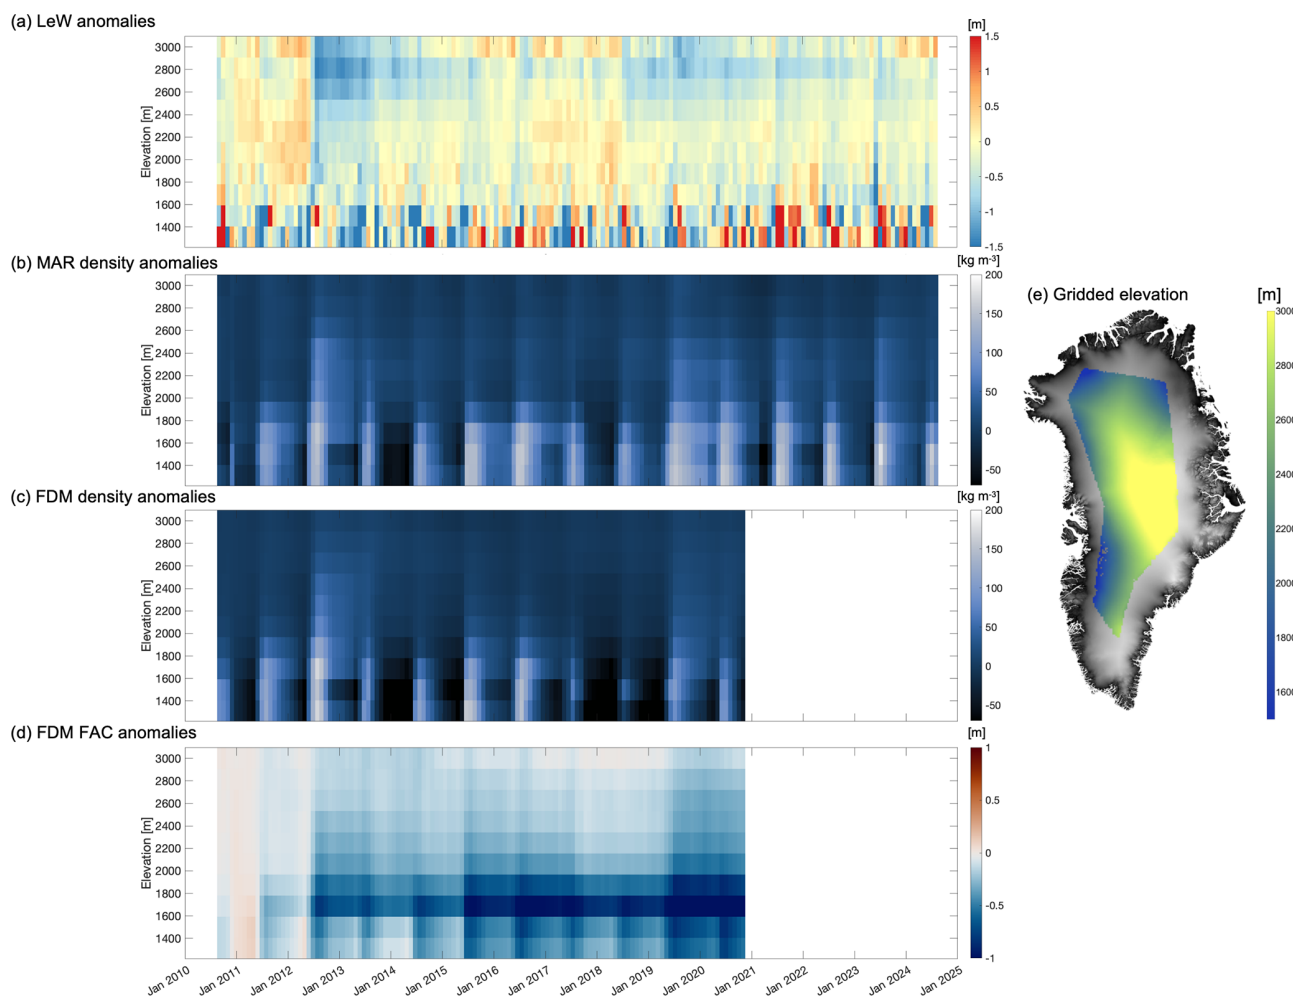 (a) LeW anomalies
[m]
3000
2800
2600
2400
2200
2000
1800
1600
1400
Elevation [m]
1.5
1
0.5
0
-0.5
-1
-1.5
(b) MAR density anomalies
[kg m-3]
3000
2800
2600
2400
2200
2000
1800
1600
1400
Elevation [m]
200
150
100
50
0
-50
(c) FDM density anomalies
[kg m-3]
3000
2800
2600
2400
2200
2000
1800
1600
1400
Elevation [m]
200
150
100
50
0
-50
(d) FDM FAC anomalies
[m]
3000
2800
2600
2400
2200
2000
1800
1600
1400
Elevation [m]
1
0.5
0
-0.5
-1
Jan 2010
Jan 2011
Jan 2012
Jan 2013
Jan 2014
Jan 2015
Jan 2016
Jan 2017
Jan 2018
Jan 2019
Jan 2020
Jan 2021
Jan 2022
Jan 2023
Jan 2024
Jan 2025
(e) Gridded elevation
[m]
3000
2800
2600
2400
2200
2000
1800
1600